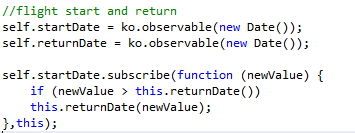 //flight start and return
self.startDate = ko.observable(new Date());
self.returnDate = ko.observable(new Date());

self.startDate.subscribe(function (newValue) {
    if (newValue > this.returnDate())
    this.returnDate(newValue);
},this);